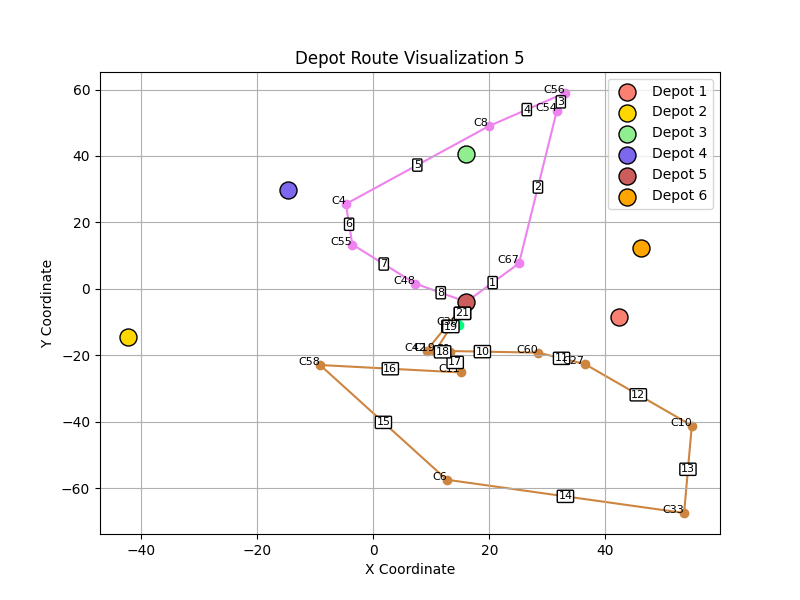 Depot Route Visualization 5
60
40
20
0
−20
−40
−60
−40
−20
0
20
40
X Coordinate
Y Coordinate
Depot 1
Depot 2
Depot 3
Depot 4
Depot 5
Depot 6
C56
3
C54
4
C8
5
2
C4
6
C55
7
C67
C48
1
8
21
19
18
10
C60
11
C27
17
C58
16
12
C10
15
13
C6
14
C33